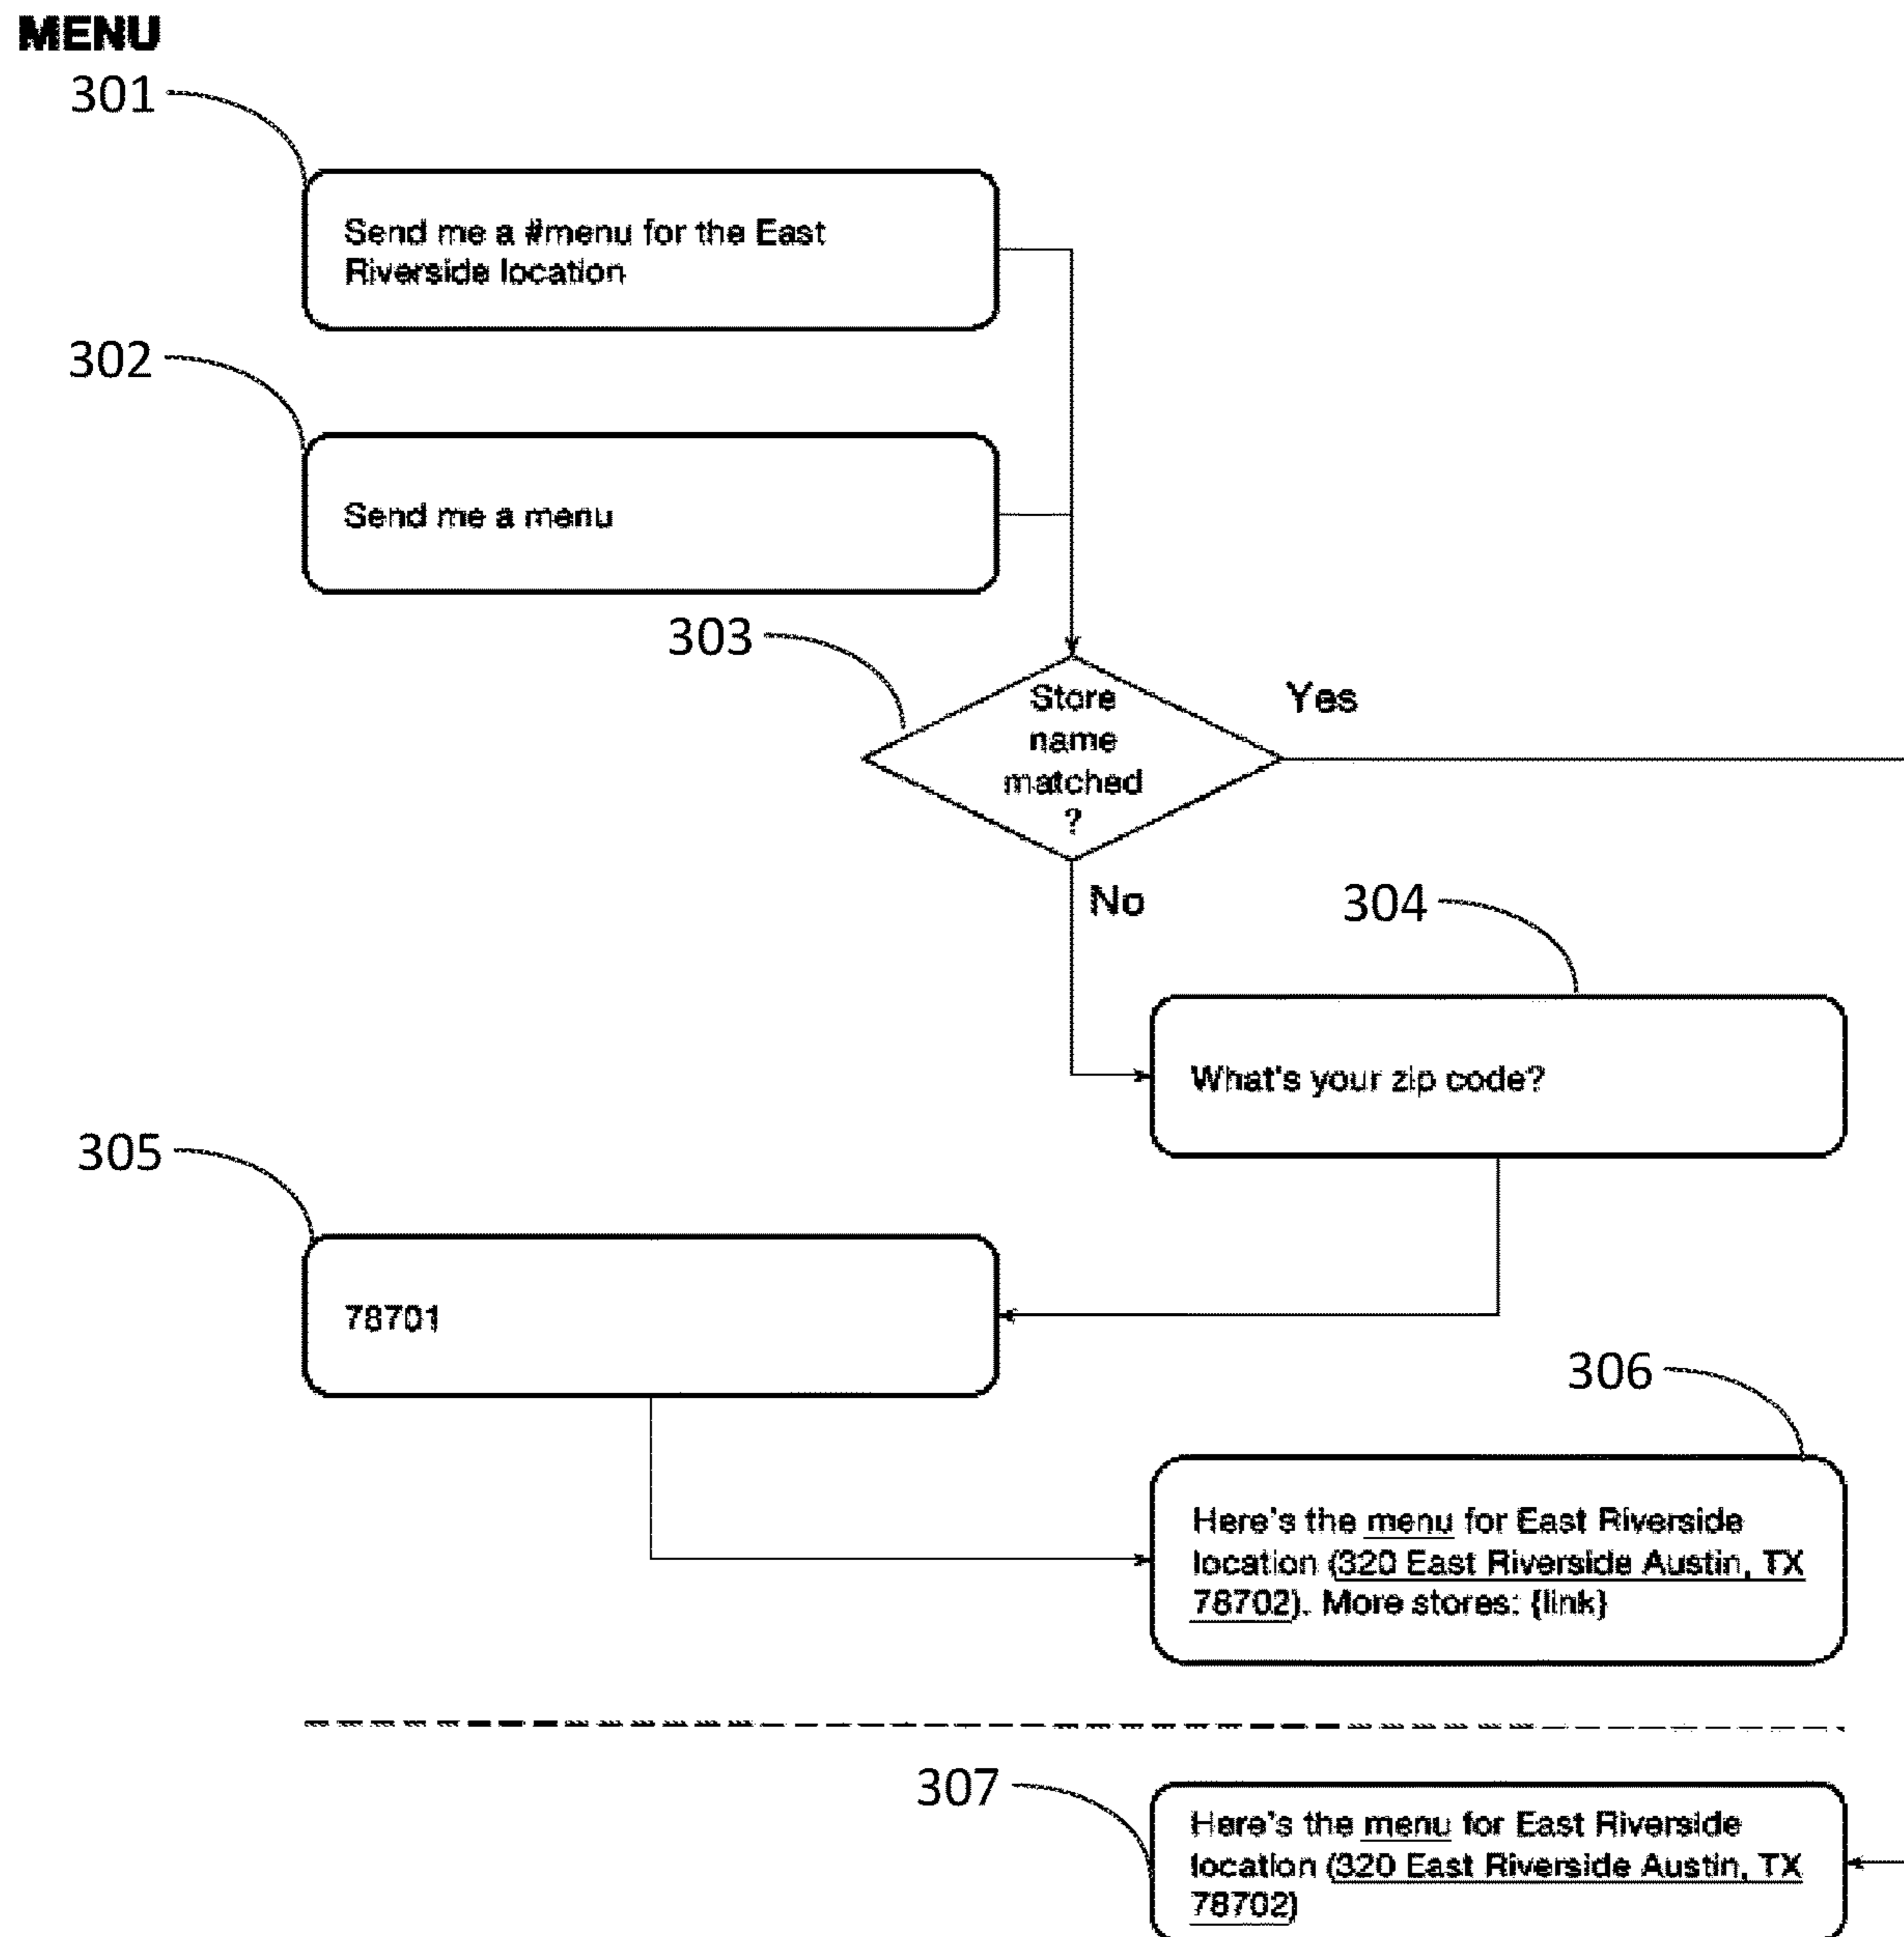 MENU
301
Send me a #menu for the East
Riverside location
302
Send me a menu
303
Store
name
matched
?
Yes
No
304
What's your zip code?
305
78701
306
Here's the menu for East Riverside
location (320 East Riverside Austin, TX
78702). More stores: {link}
307
Here's the menu for East Riverside
location (320 East Riverside Austin, TX
78702)